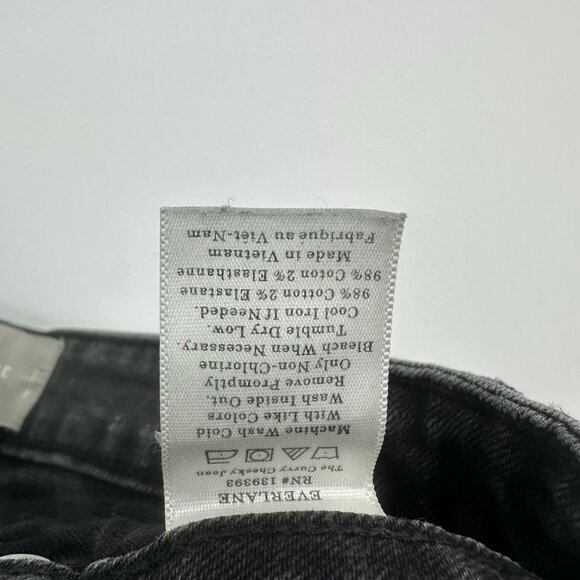 EVERLANE
RN# 139393
The Curvy Cheeky Jean
Machine Wash Cold
With Like Colors
Wash Inside Out.
Remove Promptly
Only Non-Chlorine
Bleach When Necessary.
Tumble Dry Low.
Cool Iron If Needed.
98% Cotton 2% Elastane
98% Coton 2% Elasthanne
Made in Vietnam
Fabriqué au Viêt-Nam